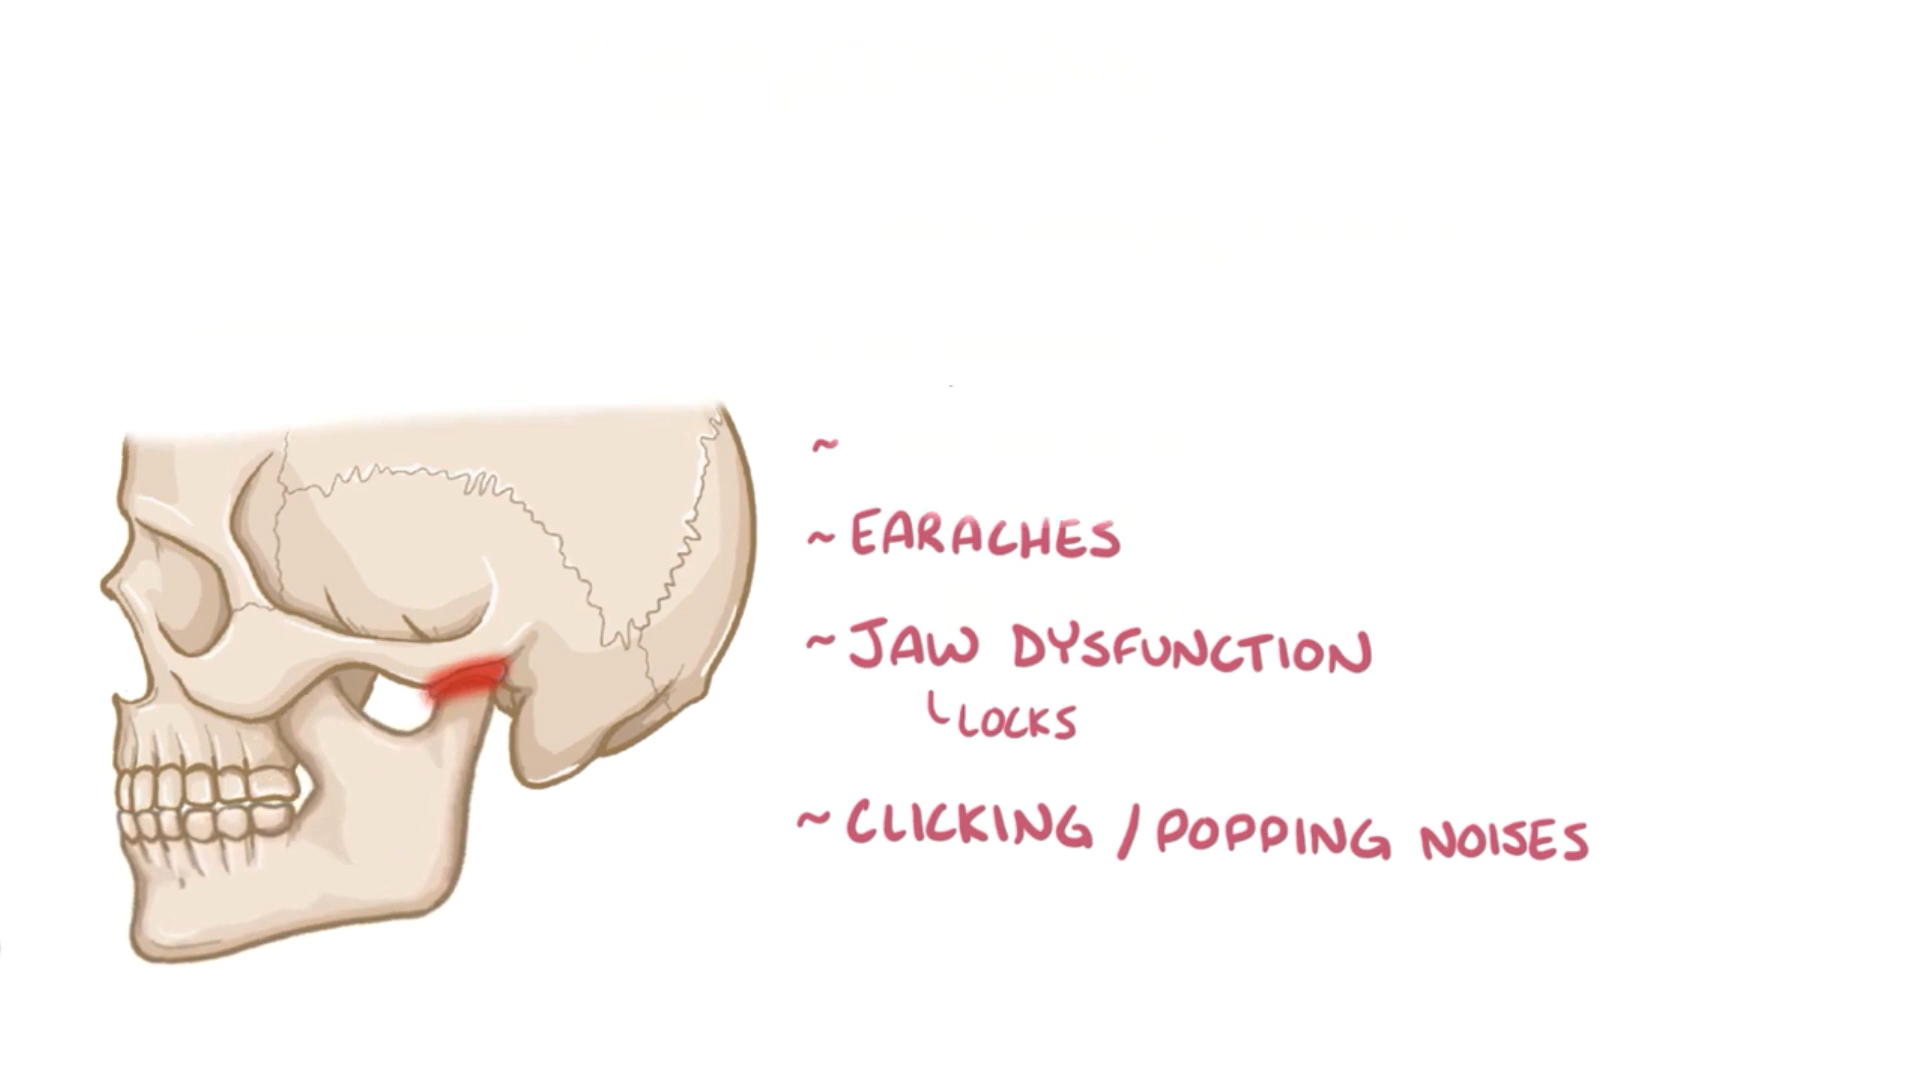 ~
~ EARACHES
~ JAW DYSFUNCTION
LOCKS
~ CLICKING / POPPING NOISES